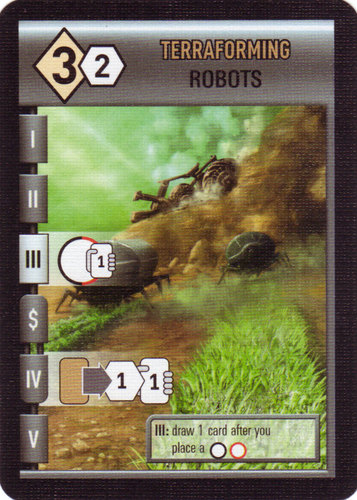 3 2
TERRAFORMING
ROBOTS
I
II
III 1
$
IV 1 1
V
III: draw 1 card after you
place a